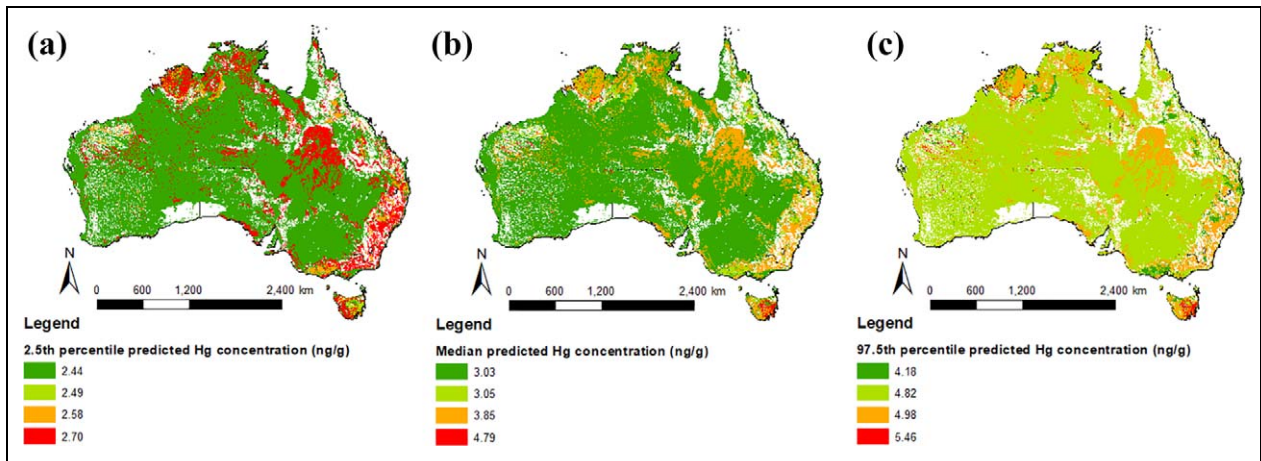 (a)
N
0 600 1,200 2,400 km
Legend
2.5th percentile predicted Hg concentration (ng/g)
2.44
2.49
2.58
2.70
(b)
N
0 600 1,200 2,400 km
Legend
Median predicted Hg concentration (ng/g)
3.03
3.05
3.85
4.79
(c)
N
0 600 1,200 2,400 km
Legend
97.5th percentile predicted Hg concentration (ng/g)
4.18
4.82
4.98
5.46